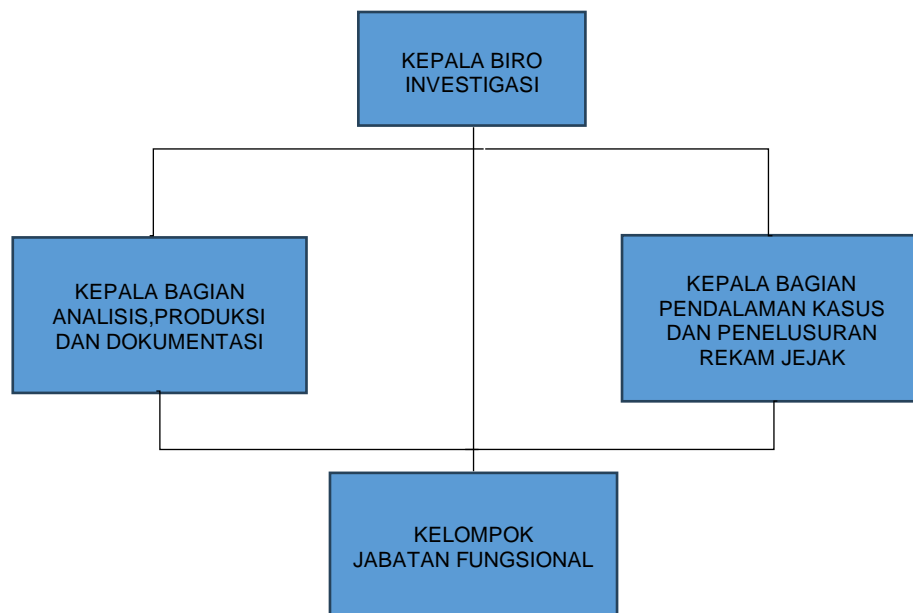 KEPALA BIRO
INVESTIGASI
KEPALA BAGIAN
ANALISIS,PRODUKSI
DAN DOKUMENTASI
KEPALA BAGIAN
PENDALAMAN KASUS
DAN PENELUSURAN
REKAM JEJAK
KELOMPOK
JABATAN FUNGSIONAL